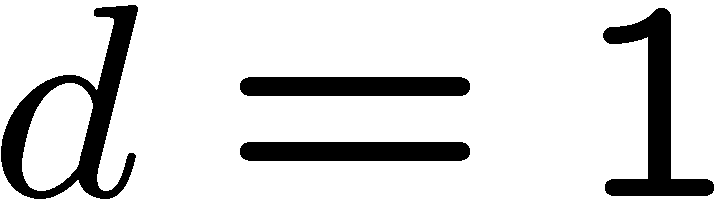 d = 1